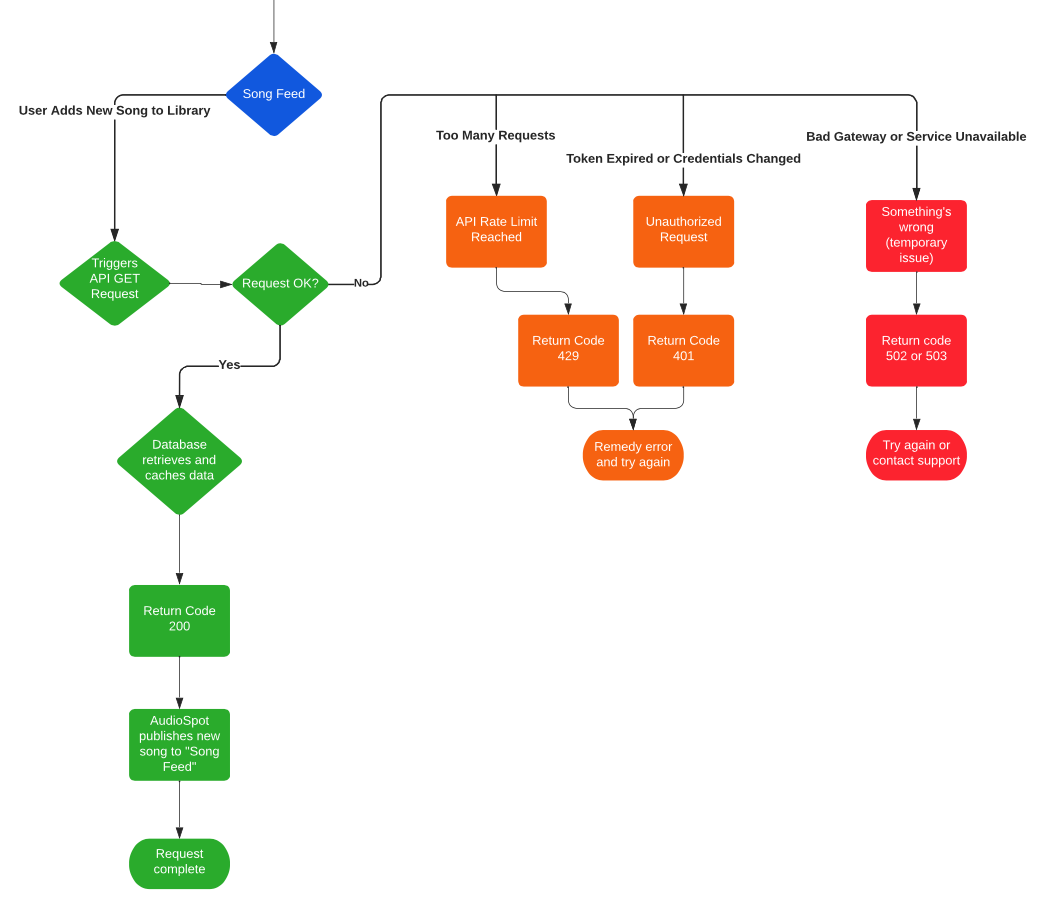 Song Feed
User Adds New Song to Library
Too Many Requests
Token Expired or Credentials Changed
Bad Gateway or Service Unavailable
API Rate Limit
Reached
Unauthorized
Request
Something's
wrong
(temporary
issue)
Triggers
API GET
Request
Request OK?
No
Return Code
429
Return Code
401
Return code
502 or 503
Yes
Remedy error
and try again
Try again or
contact support
Database
retrieves and
caches data
Return Code
200
AudioSpot
publishes new
song to "Song
Feed"
Request
complete